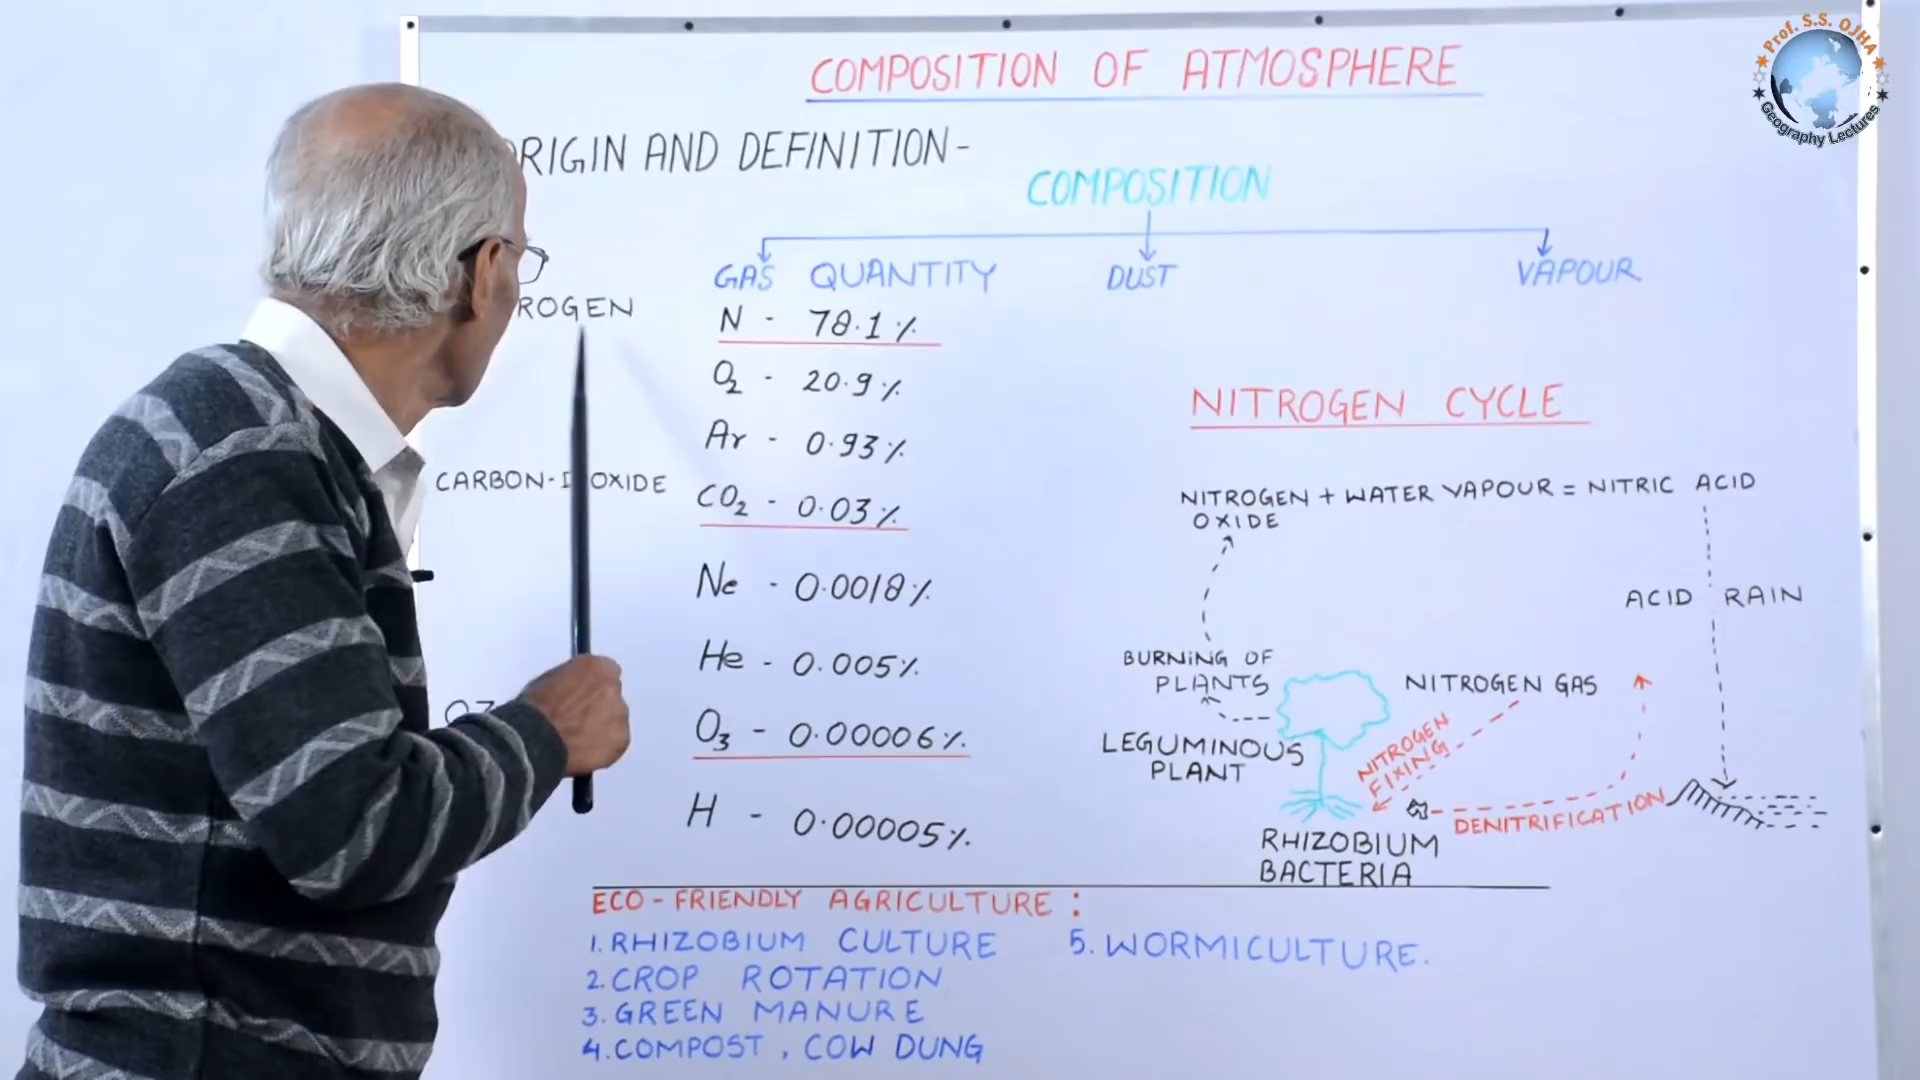 Prof. S.S. OJHA
Geography Lectures
COMPOSITION OF ATMOSPHERE
RIGIN AND DEFINITION-
COMPOSITION
GAS QUANTITY DUST VAPOUR
ROGEN
N - 78.1%
O2 - 20.9%
Ar - 0.93%
CARBON-DIOXIDE
CO2 - 0.03%
Ne - 0.0018%
He - 0.005%
OZ
O3 - 0.00006%
H - 0.00005%
NITROGEN CYCLE
NITROGEN + WATER VAPOUR = NITRIC ACID
OXIDE
ACID RAIN
BURNING OF
PLANTS
NITROGEN GAS
LEGUMINOUS
PLANT
NITROGEN
FIXING
DENITRIFICATION
RHIZOBIUM
BACTERIA
ECO-FRIENDLY AGRICULTURE :
1. RHIZOBIUM CULTURE
2. CROP ROTATION
3. GREEN MANURE
4. COMPOST, COW DUNG
5. WORMICULTURE.